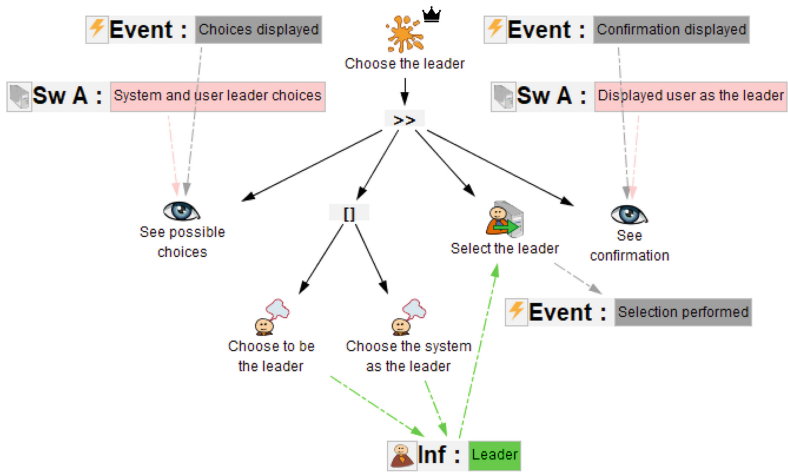 Event : Choices displayed
Choose the leader
Event : Confirmation displayed
Sw A : System and user leader choices
Sw A : Displayed user as the leader
>>
See possible
choices
[]
Select the leader
See
confirmation
Event : Selection performed
Choose to be
the leader
Choose the system
as the leader
Inf : Leader